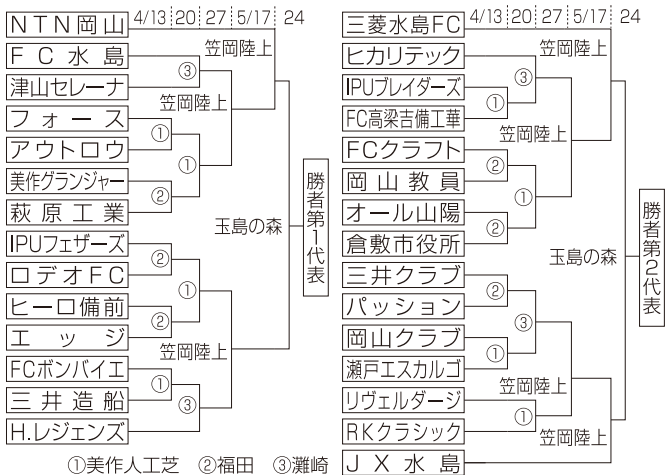 4/13 20 27 5/17 24
NTN岡山
FC水島
津山セレーナ
フォース
アウトロウ
美作グランジャー
萩原工業
IPUフェザーズ
ロデオFC
ヒーロ備前
エッジ
FCボンバイエ
三井造船
H.レジェンズ
③
①
②
①
②
②
①
①
③
笠岡陸上
笠岡陸上
笠岡陸上
玉島の森
勝者第1代表
4/13 20 27 5/17 24
三菱水島FC
ヒカリテック
IPUブレイダーズ
FC高梁吉備工華
FCクラフト
岡山教員
オール山陽
倉敷市役所
三井クラブ
パッション
岡山クラブ
瀬戸エスカルゴ
リヴェルダージ
RKクラシック
JX水島
①
③
②
①
②
②
③
①
①
笠岡陸上
笠岡陸上
笠岡陸上
笠岡陸上
玉島の森
勝者第2代表
①美作人工芝 ②福田 ③灘崎